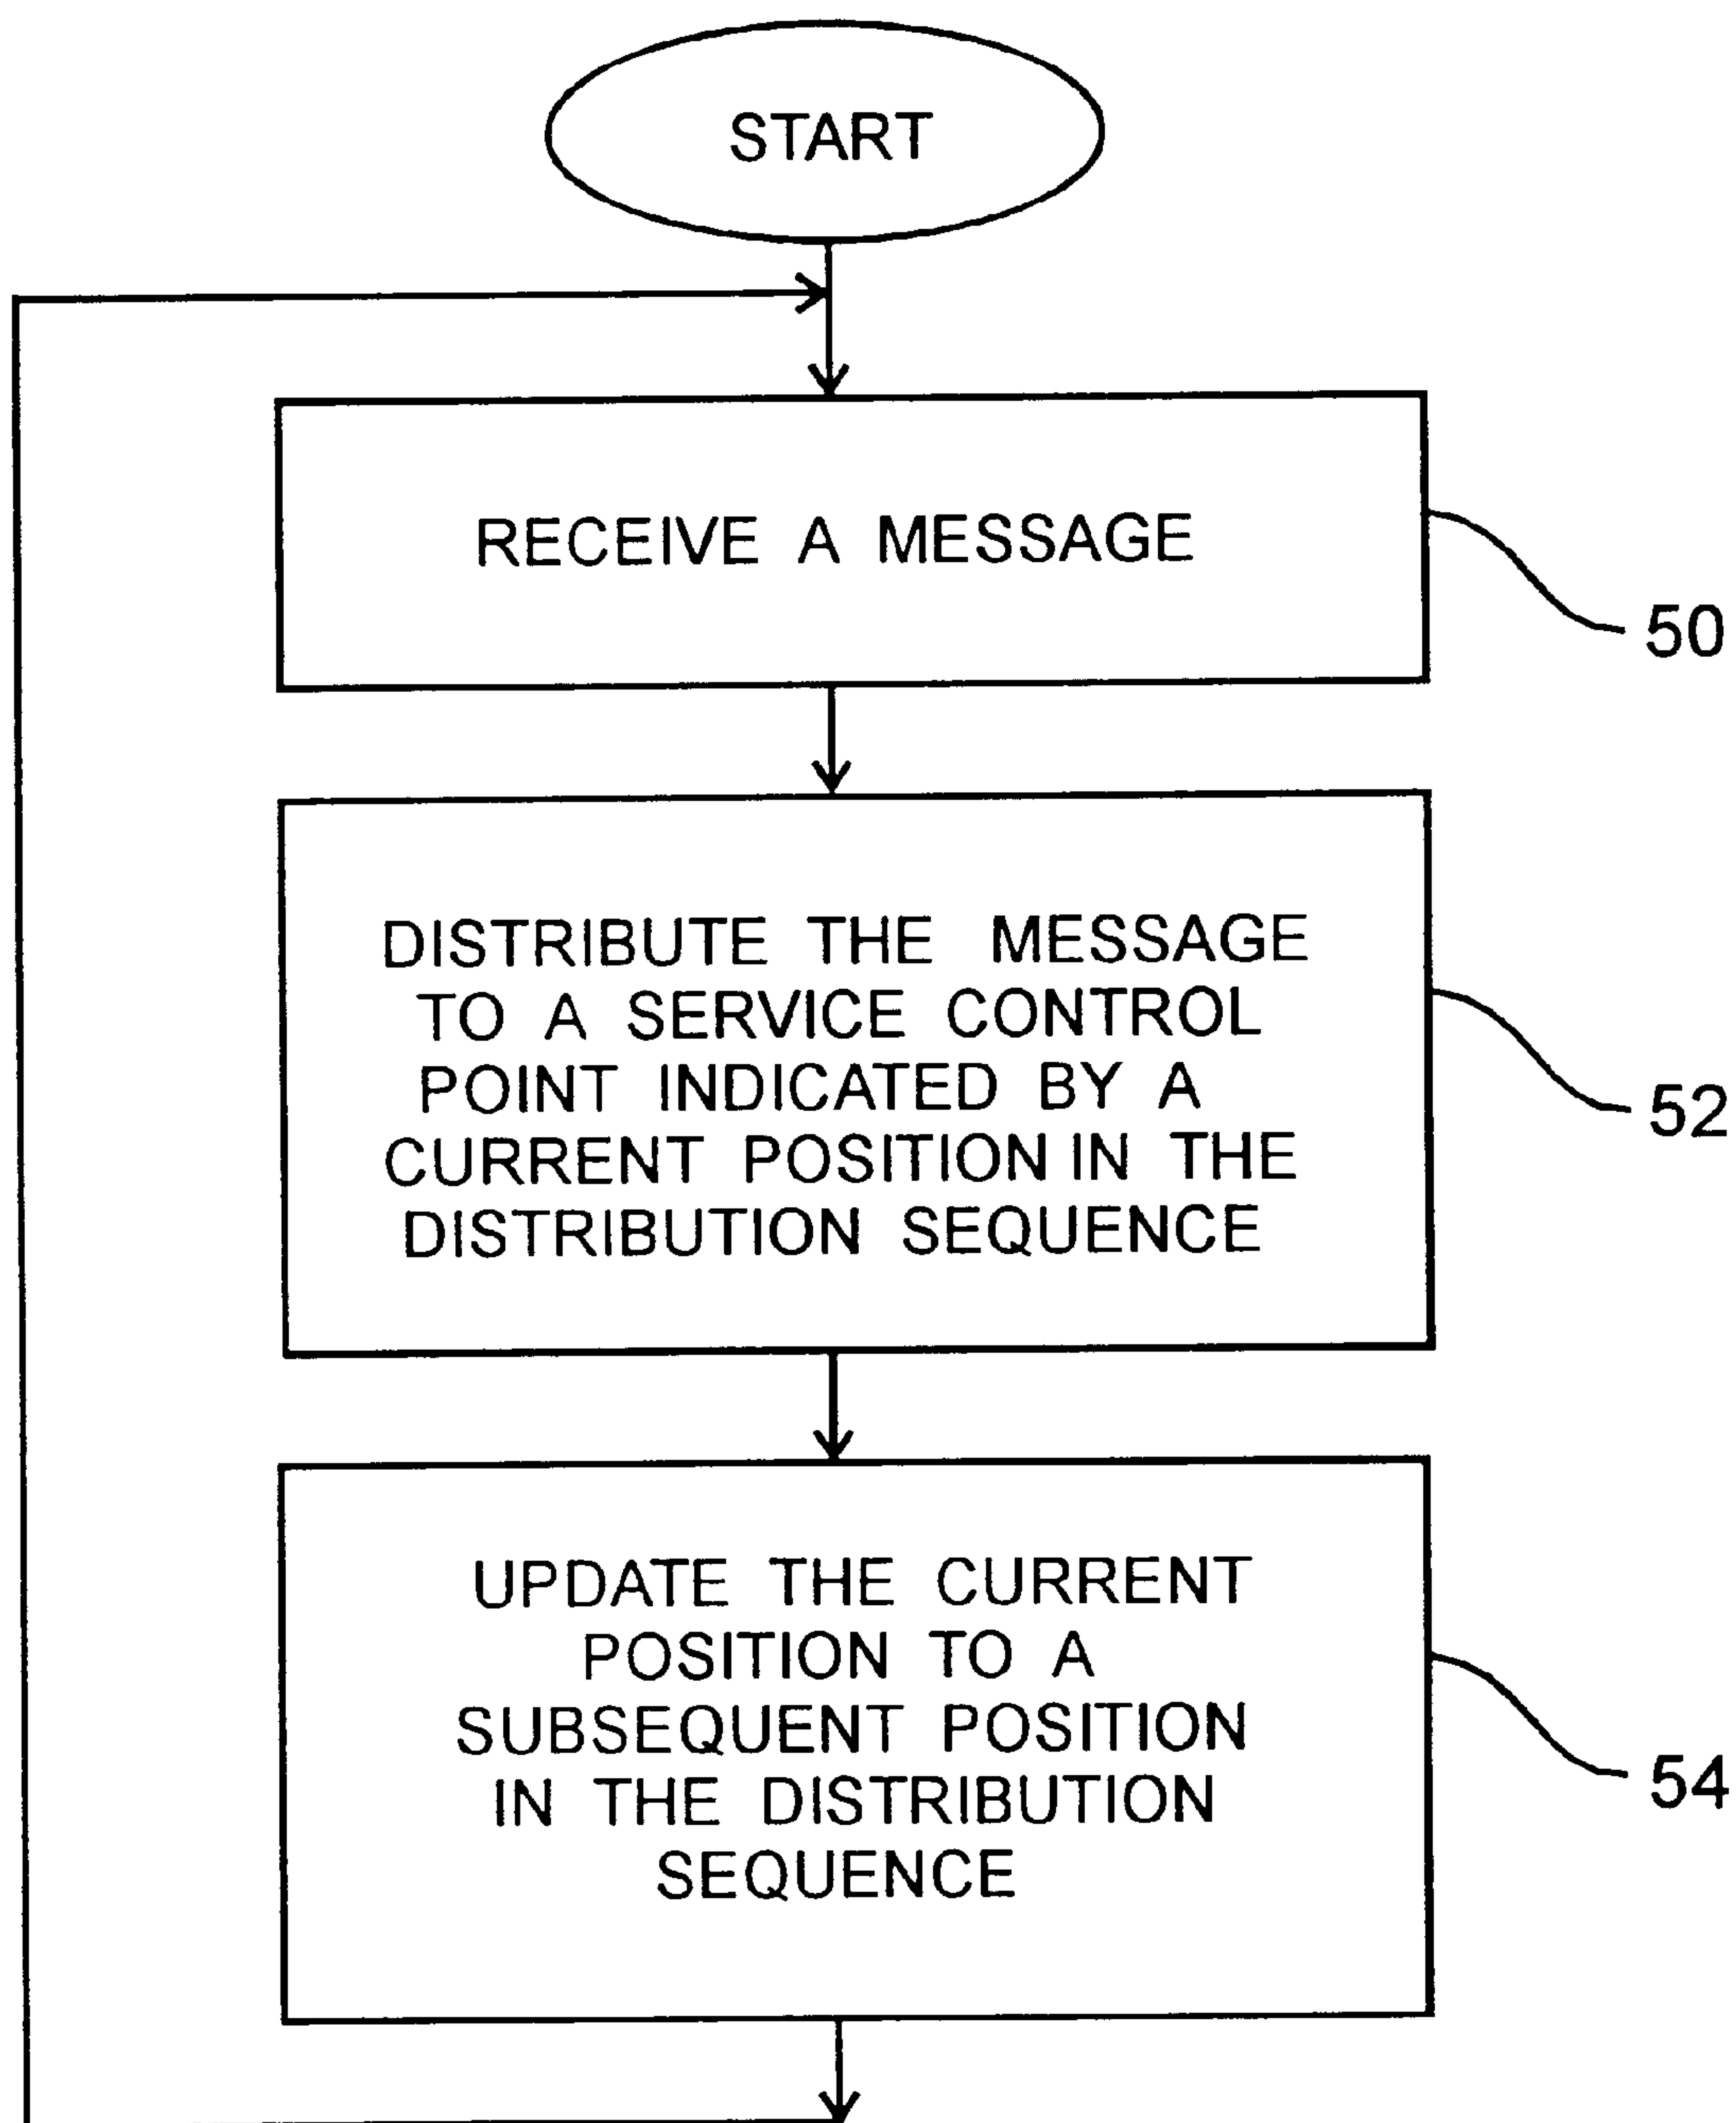 START
RECEIVE A MESSAGE
50
DISTRIBUTE THE MESSAGE
TO A SERVICE CONTROL
POINT INDICATED BY A
CURRENT POSITION IN THE
DISTRIBUTION SEQUENCE
52
UPDATE THE CURRENT
POSITION TO A
SUBSEQUENT POSITION
IN THE DISTRIBUTION
SEQUENCE
54